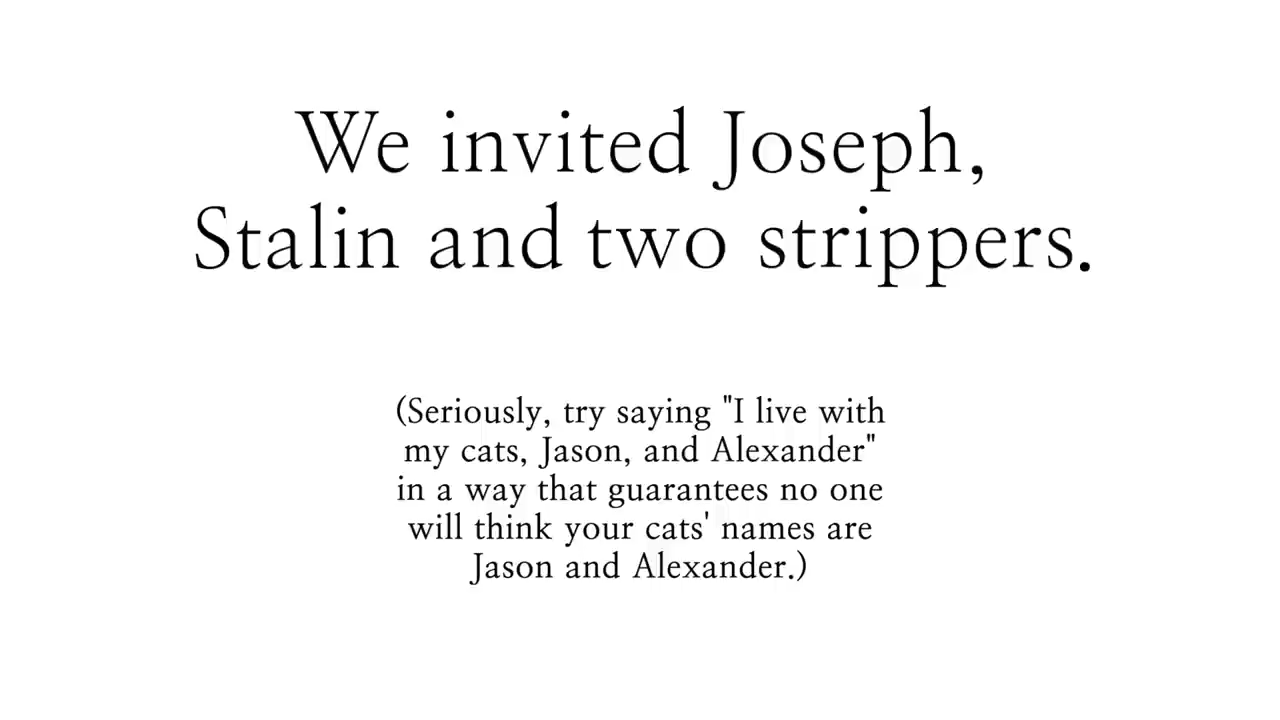 We invited Joseph,
Stalin and two strippers.
(Seriously, try saying "I live with
my cats, Jason, and Alexander"
in a way that guarantees no one
will think your cats' names are
Jason and Alexander.)